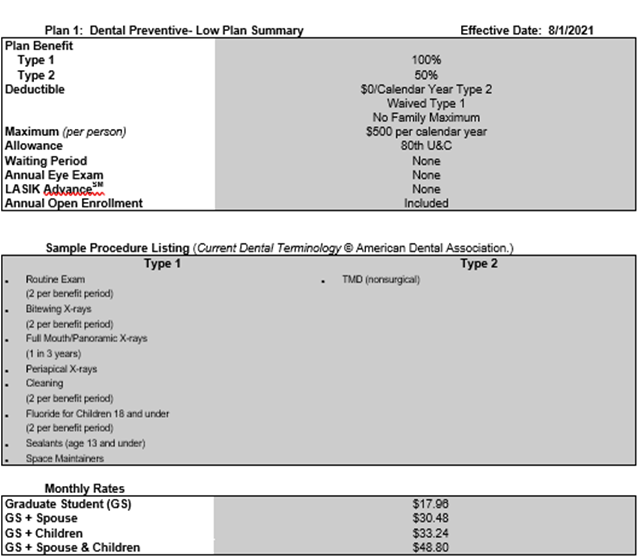 Plan 1: Dental Preventive- Low Plan Summary Effective Date: 8/1/2021
Plan Benefit
Type 1 100%
Type 2 50%
Deductible $0/Calendar Year Type 2
Waived Type 1
No Family Maximum
Maximum (per person) $500 per calendar year
Allowance 80th U&C
Waiting Period None
Annual Eye Exam None
LASIK Advance℠ None
Annual Open Enrollment Included
Sample Procedure Listing (Current Dental Terminology © American Dental Association.)
Type 1 Type 2
• Routine Exam • TMD (nonsurgical)
(2 per benefit period)
• Bitewing X-rays
(2 per benefit period)
• Full Mouth/Panoramic X-rays
(1 in 3 years)
• Periapical X-rays
• Cleaning
(2 per benefit period)
• Fluoride for Children 18 and under
(2 per benefit period)
• Sealants (age 13 and under)
• Space Maintainers
Monthly Rates
Graduate Student (GS) $17.96
GS + Spouse $30.48
GS + Children $33.24
GS + Spouse & Children $48.80